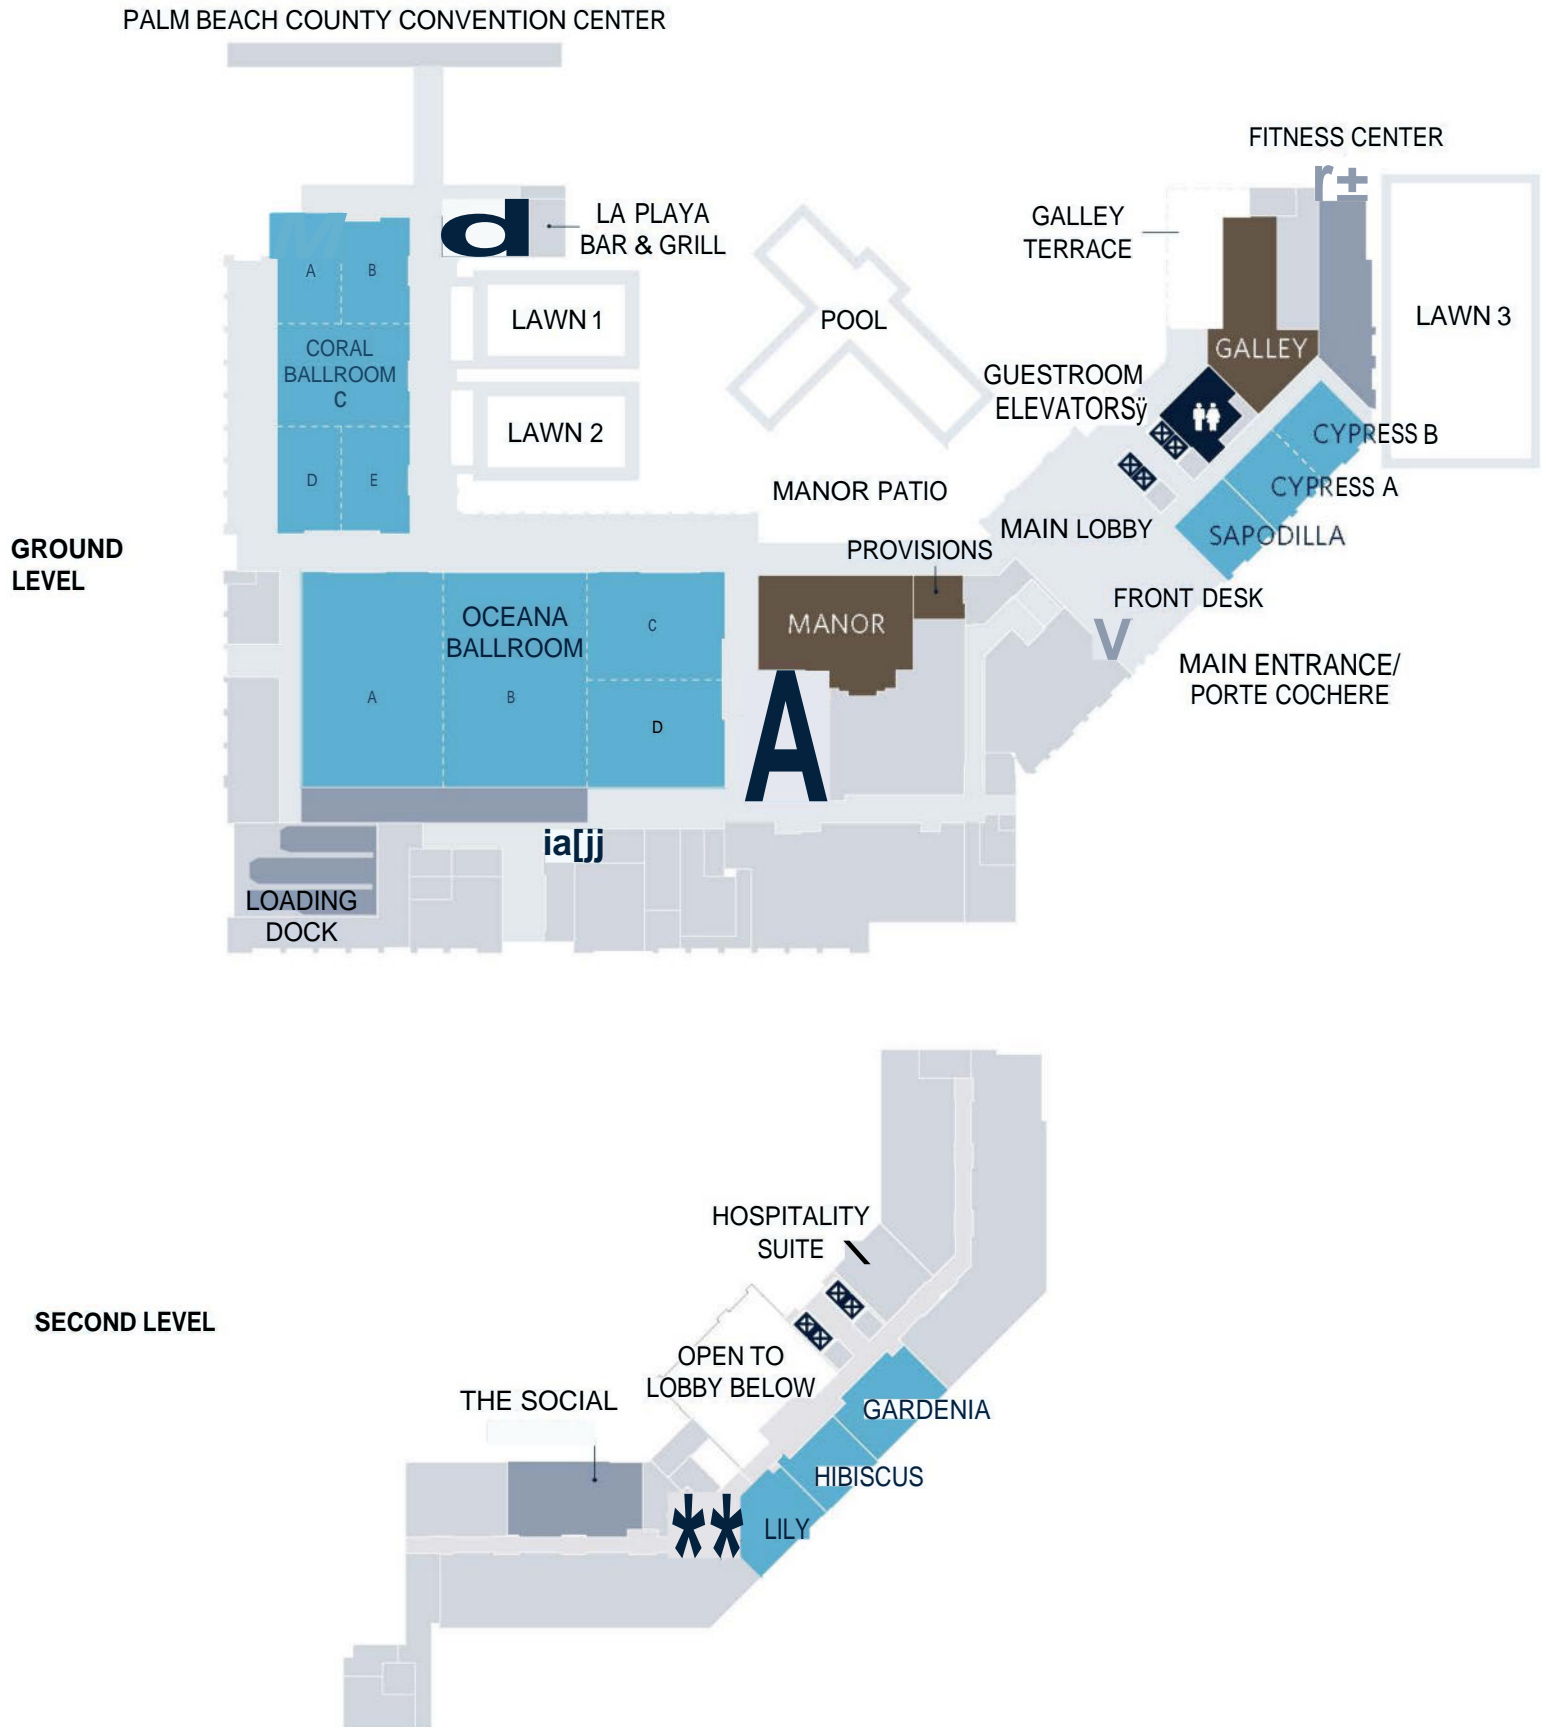 PALM BEACH COUNTY CONVENTION CENTER
FITNESS CENTER
r±
d
LA PLAYA
BAR & GRILL
GALLEY
TERRACE
M
A
B
LAWN 1
POOL
LAWN 3
CORAL
BALLROOM
C
GALLEY
GUESTROOM
ELEVATORSÿ
LAWN 2
CYPRESS B
D
E
MANOR PATIO
CYPRESS A
GROUND
LEVEL
MAIN LOBBY
SAPODILLA
PROVISIONS
FRONT DESK
OCEANA
BALLROOM
C
MANOR
V
MAIN ENTRANCE/
PORTE COCHERE
A
B
D
A
ia[jj
LOADING
DOCK
HOSPITALITY
SUITE \
SECOND LEVEL
OPEN TO
LOBBY BELOW
THE SOCIAL
GARDENIA
HIBISCUS
**
LILY